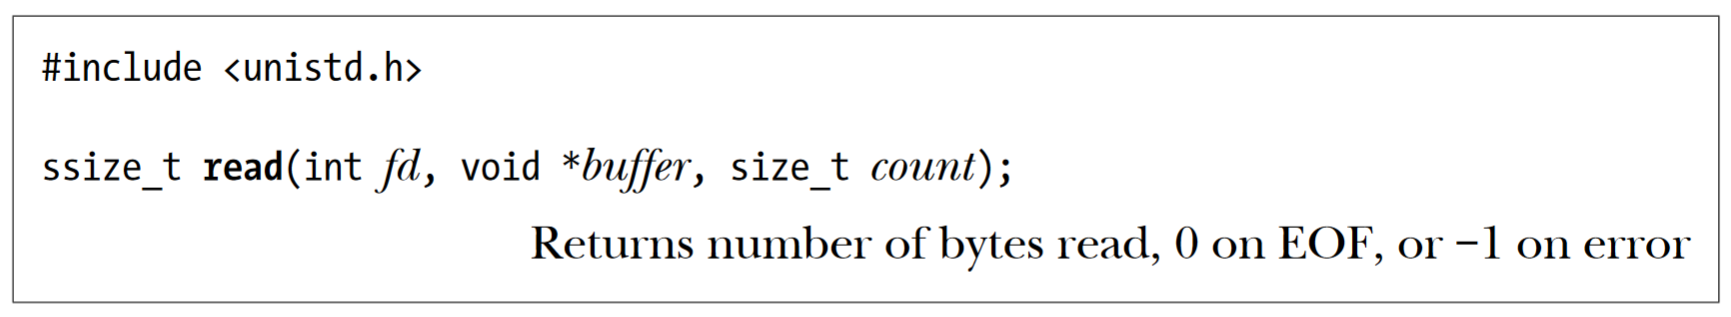 #include <unistd.h>
ssize_t read(int fd, void *buffer, size_t count);
Returns number of bytes read, 0 on EOF, or –1 on error